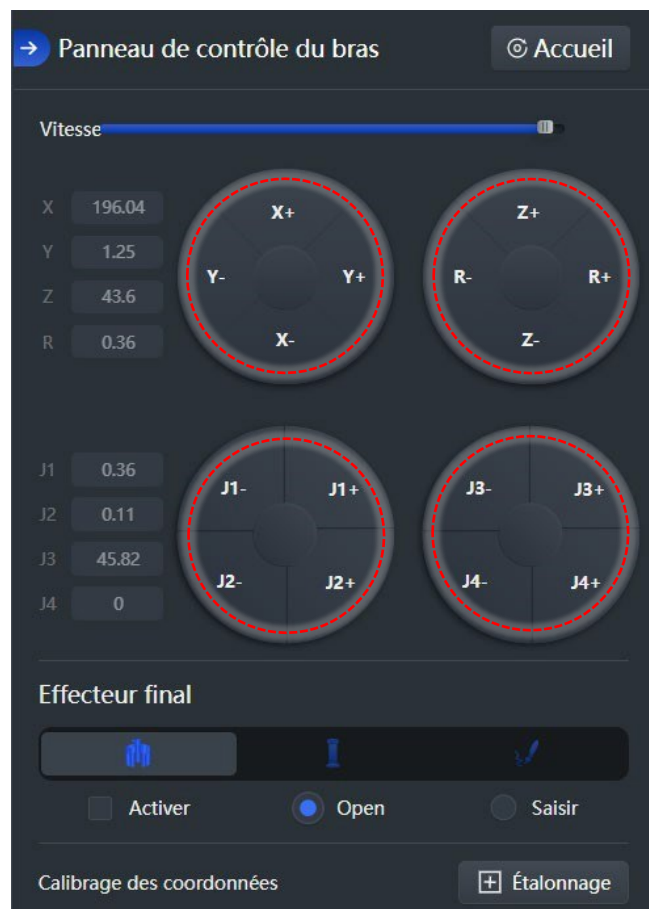 Panneau de contrôle du bras
Accueil
Vitesse
X 196.04
Y 1.25
Z 43.6
R 0.36
X+
Y- Y+
X-
Z+
R- R+
Z-
J1 0.36
J2 0.11
J3 45.82
J4 0
J1- J1+
J2- J2+
J3- J3+
J4- J4+
Effecteur final
Activer Open Saisir
Calibrage des coordonnées Étalonnage